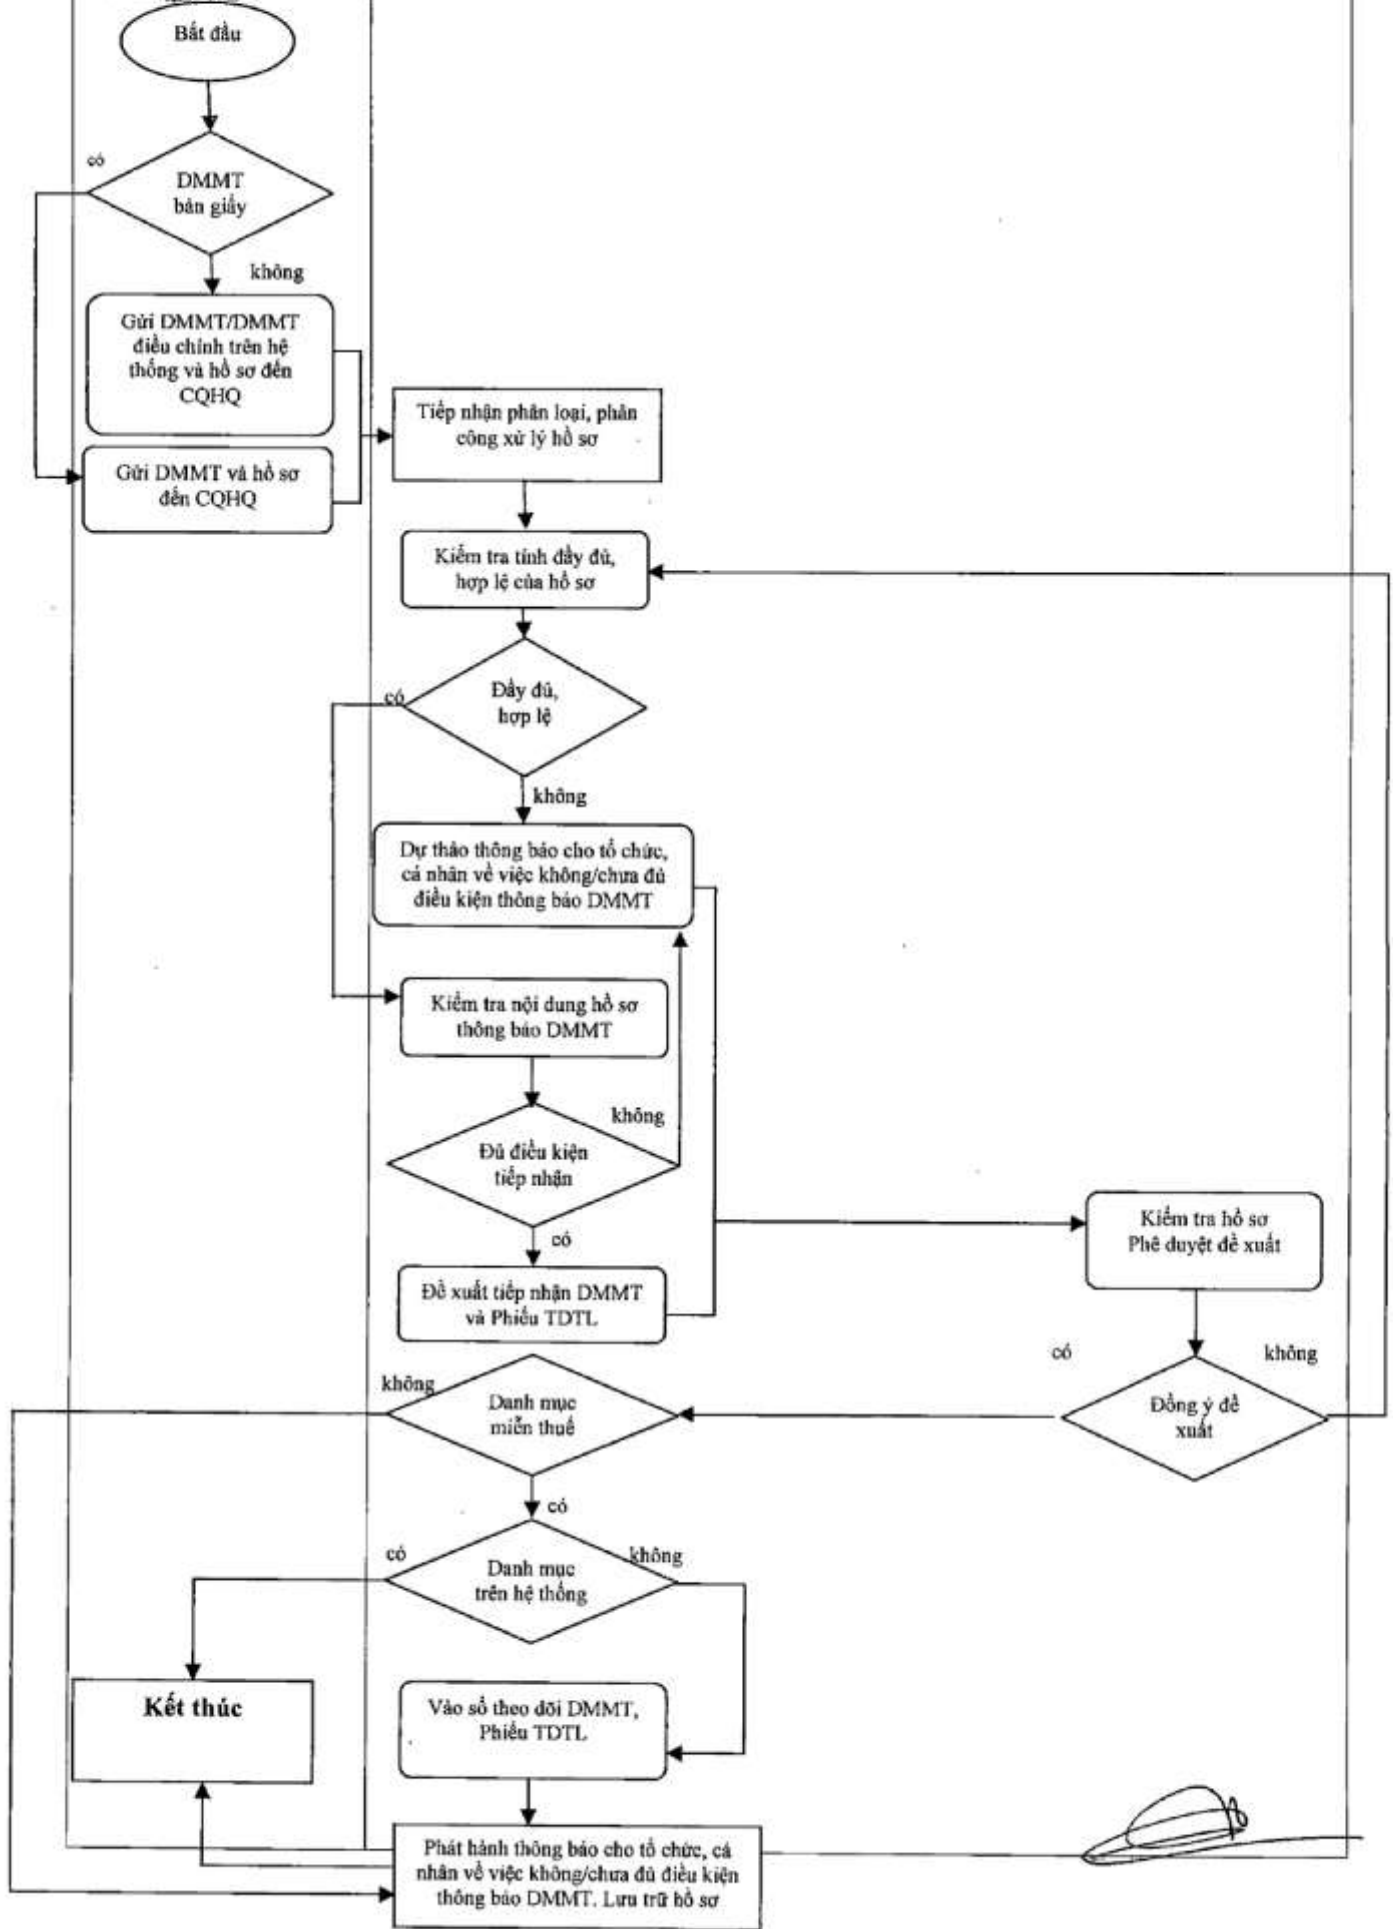 Bắt đầu
có
DMMT
bản giấy
không
Gửi DMMT/DMMT
điều chỉnh trên hệ
thống và hồ sơ đến
CQHQ
Gửi DMMT và hồ sơ
đến CQHQ
Tiếp nhận phân loại, phân
công xử lý hồ sơ
Kiểm tra tính đầy đủ,
hợp lệ của hồ sơ
có
Đầy đủ,
hợp lệ
không
Dự thảo thông báo cho tổ chức,
cá nhân về việc không/chưa đủ
điều kiện thông báo DMMT
Kiểm tra nội dung hồ sơ
thông báo DMMT
không
Đủ điều kiện
tiếp nhận
có
Đề xuất tiếp nhận DMMT
và Phiếu TDTL
Kiểm tra hồ sơ
Phê duyệt đề xuất
có
không
Đồng ý đề
xuất
không
Danh mục
miễn thuế
có
có
không
Danh mục
trên hệ thống
Kết thúc
Vào sổ theo dõi DMMT,
Phiếu TDTL
Phát hành thông báo cho tổ chức, cá
nhân về việc không/chưa đủ điều kiện
thông báo DMMT. Lưu trữ hồ sơ